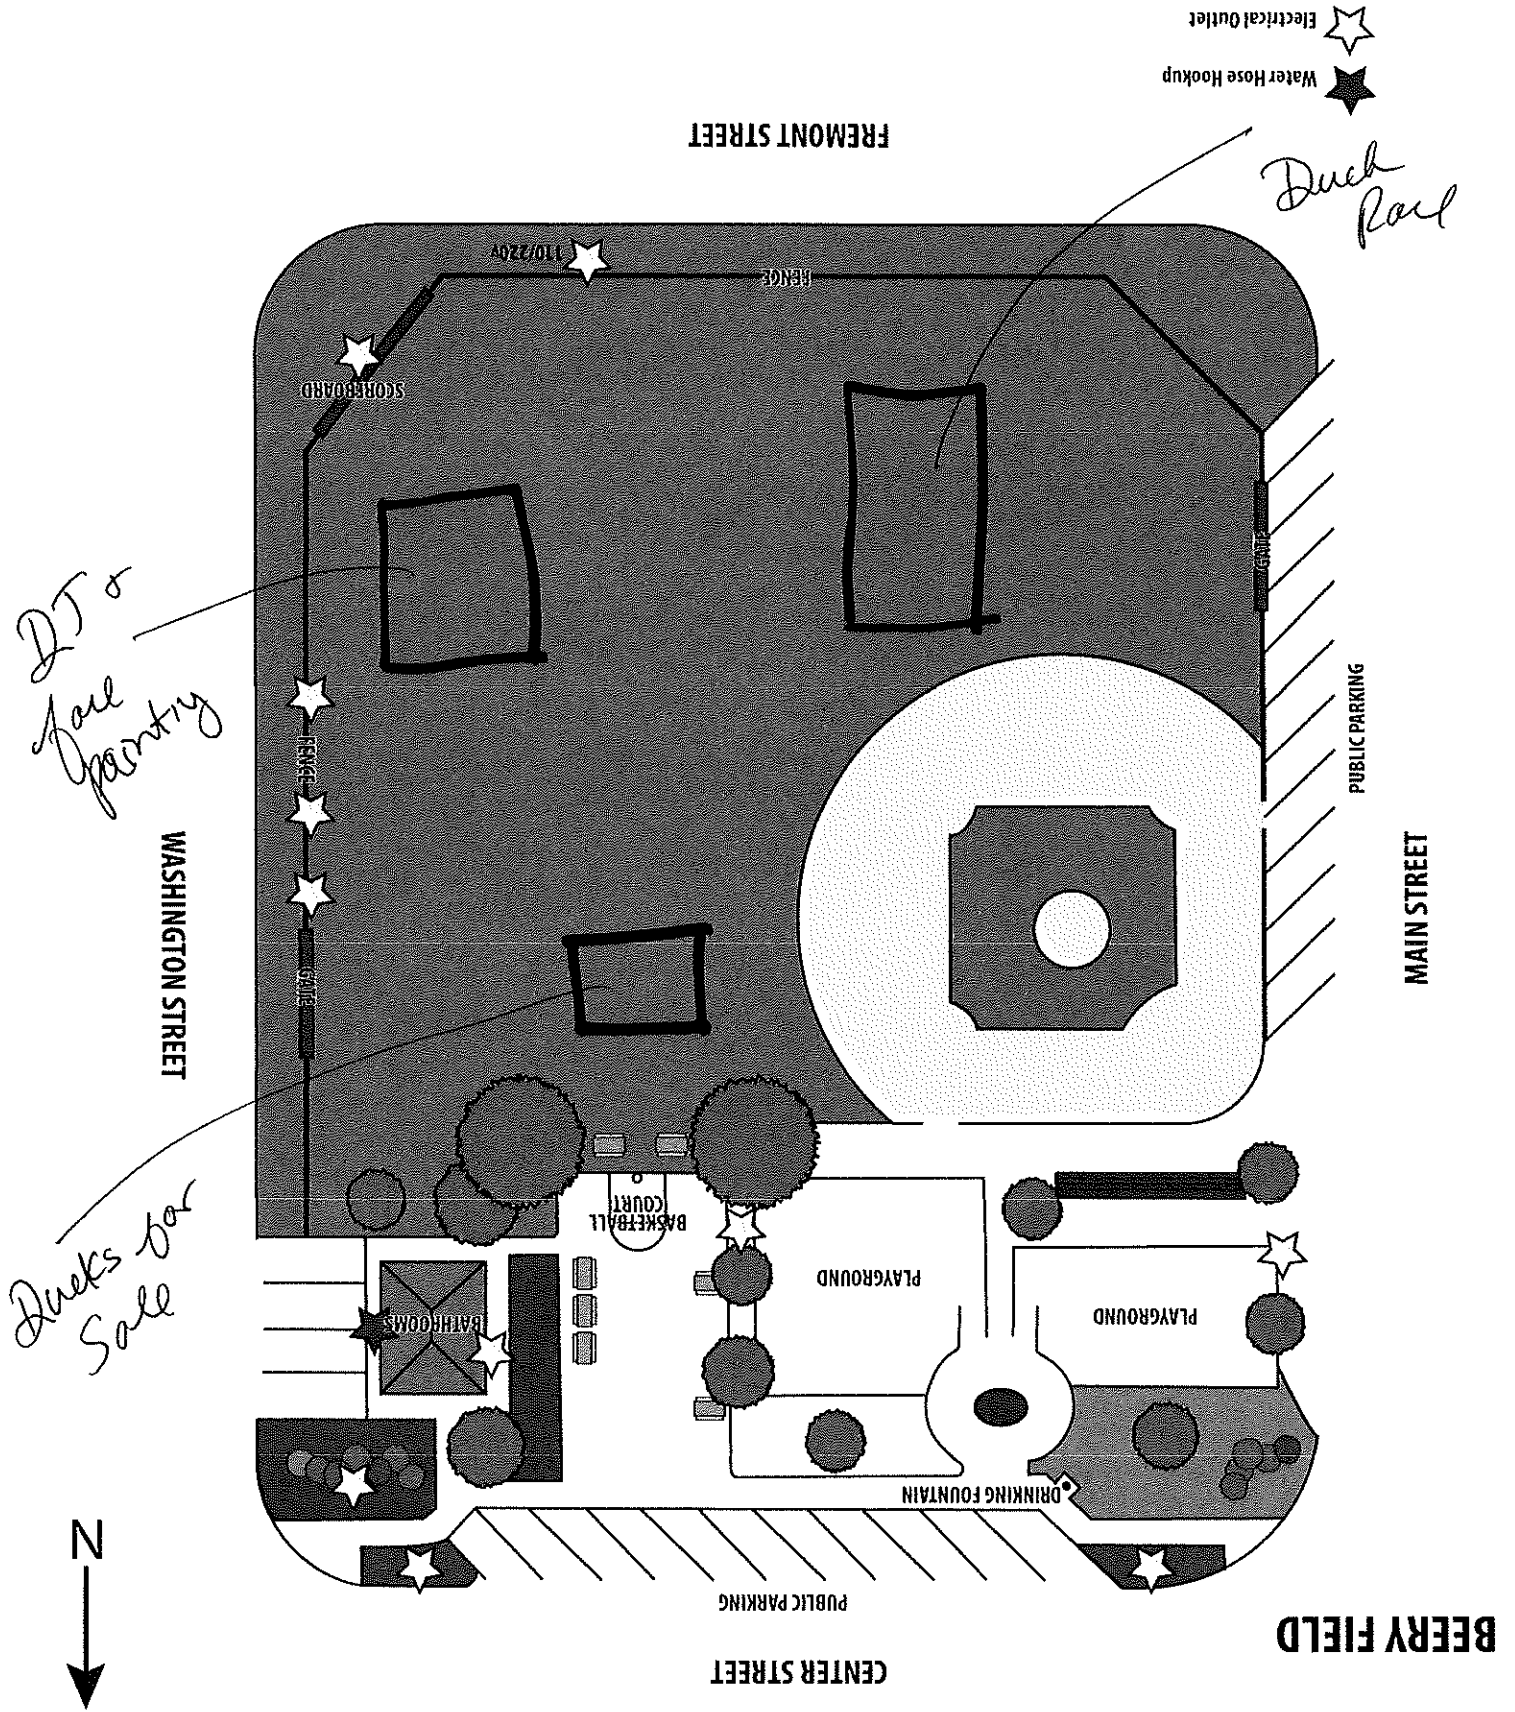 Electrical Outlet
Water Hose Hookup
FREMONT STREET
Duck
Race
110/220v
FENCE
SCOREBOARD
GATE
DJ &
face
painting
FENCE
PUBLIC PARKING
WASHINGTON STREET
MAIN STREET
GATE
Ducks for
Sale
BASKETBALL
COURT
PLAYGROUND
PLAYGROUND
BATHROOMS
DRINKING FOUNTAIN
N
PUBLIC PARKING
BEERY FIELD
CENTER STREET